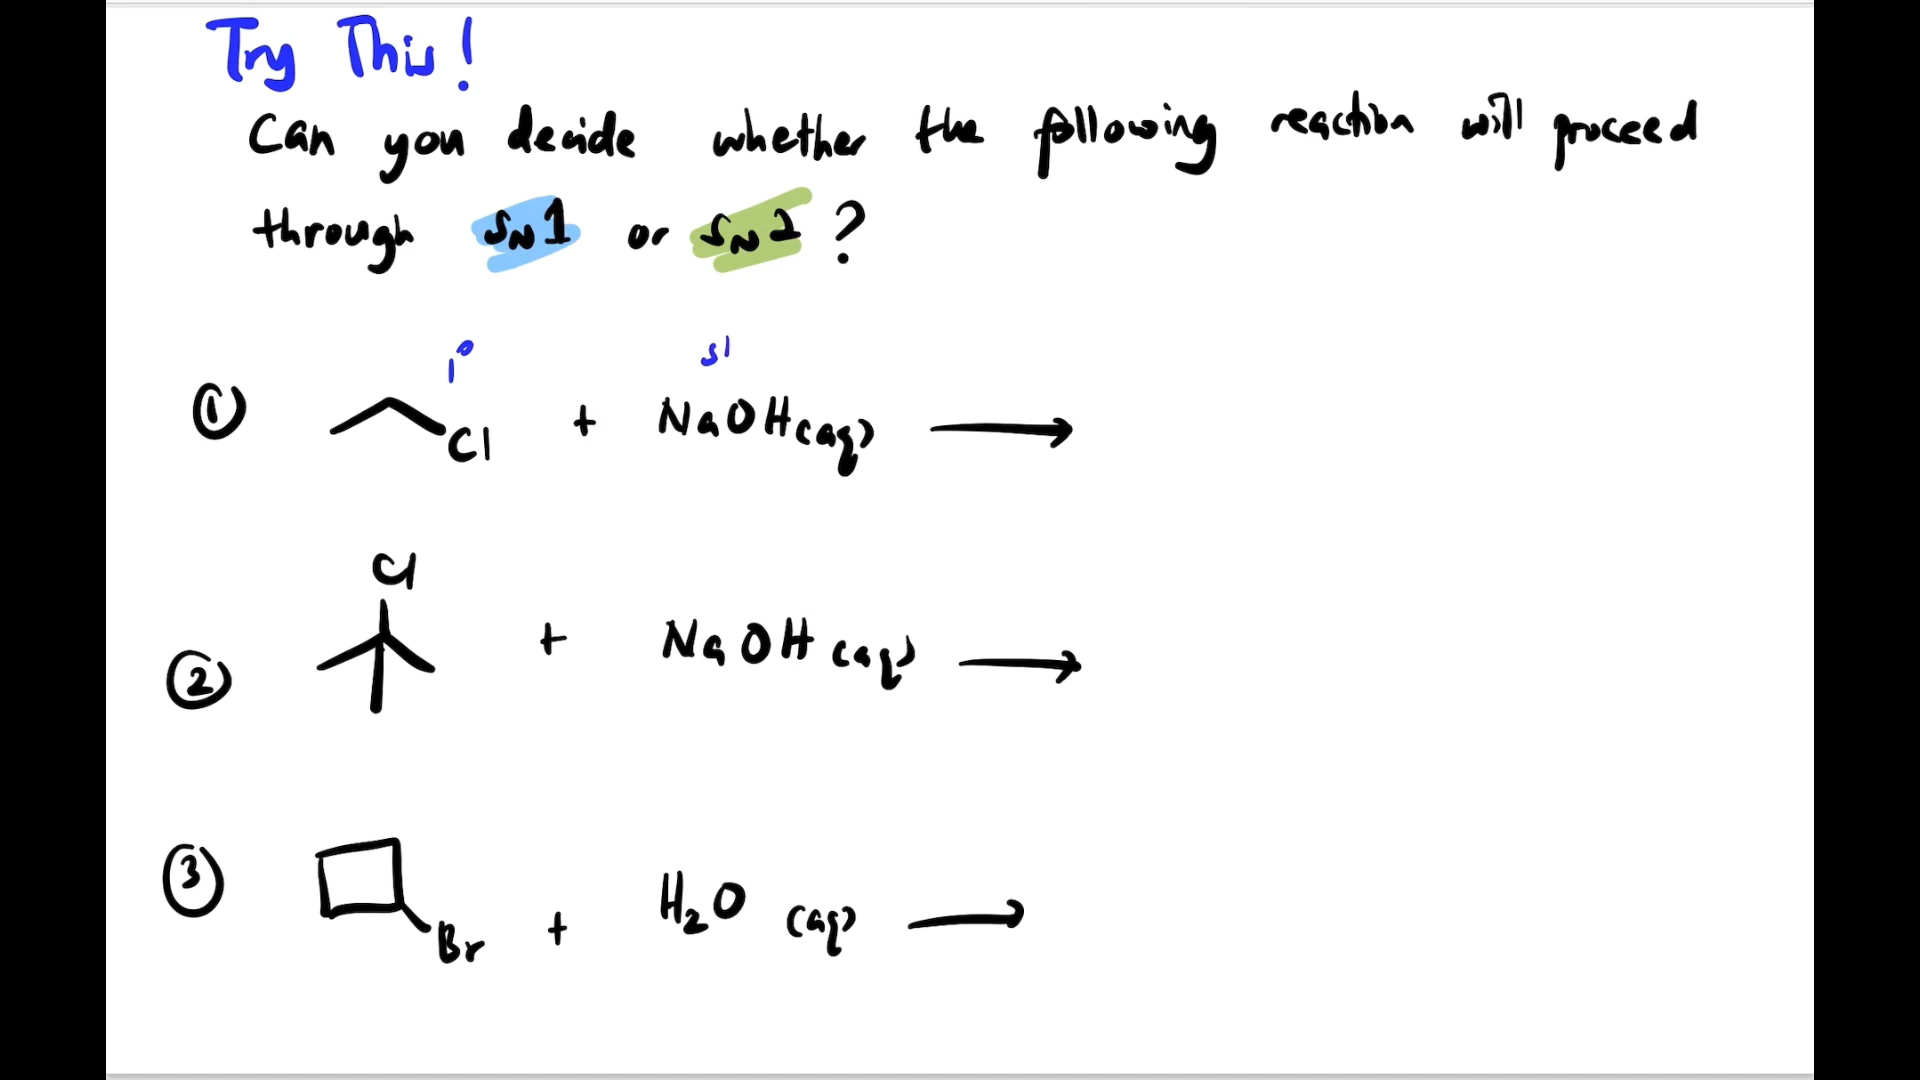 Try This!
Can you decide whether the following reaction will proceed
through SN1 or SN2 ?
1° s1
① Cl + NaOH(aq)
Cl
② + NaOH (aq)
③ Br + H2O (aq)